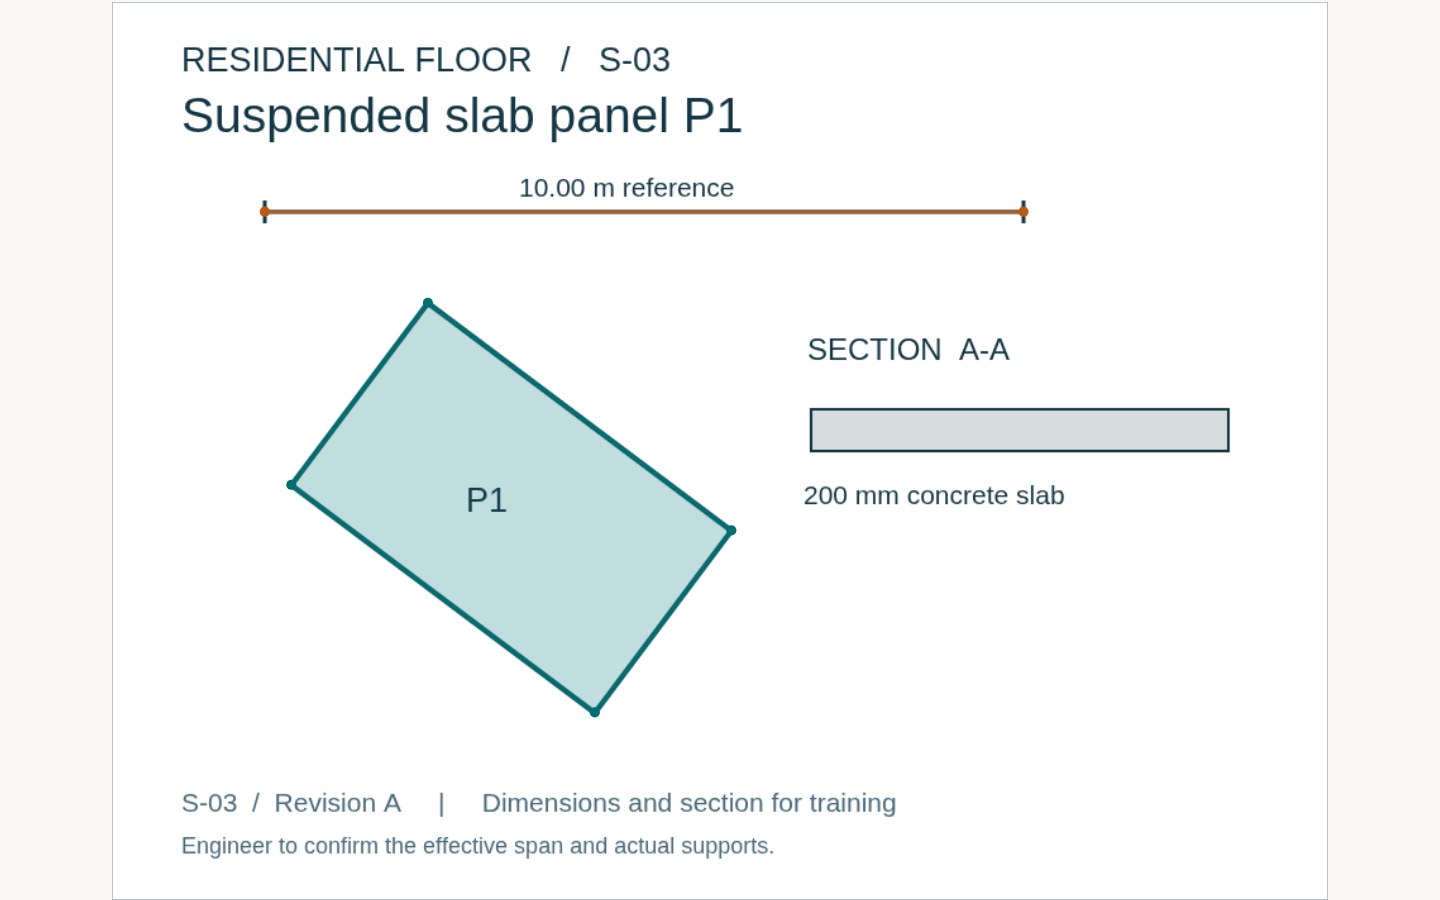 RESIDENTIAL FLOOR / S-03
Suspended slab panel P1
10.00 m reference
SECTION A-A
P1
200 mm concrete slab
S-03 / Revision A | Dimensions and section for training
Engineer to confirm the effective span and actual supports.